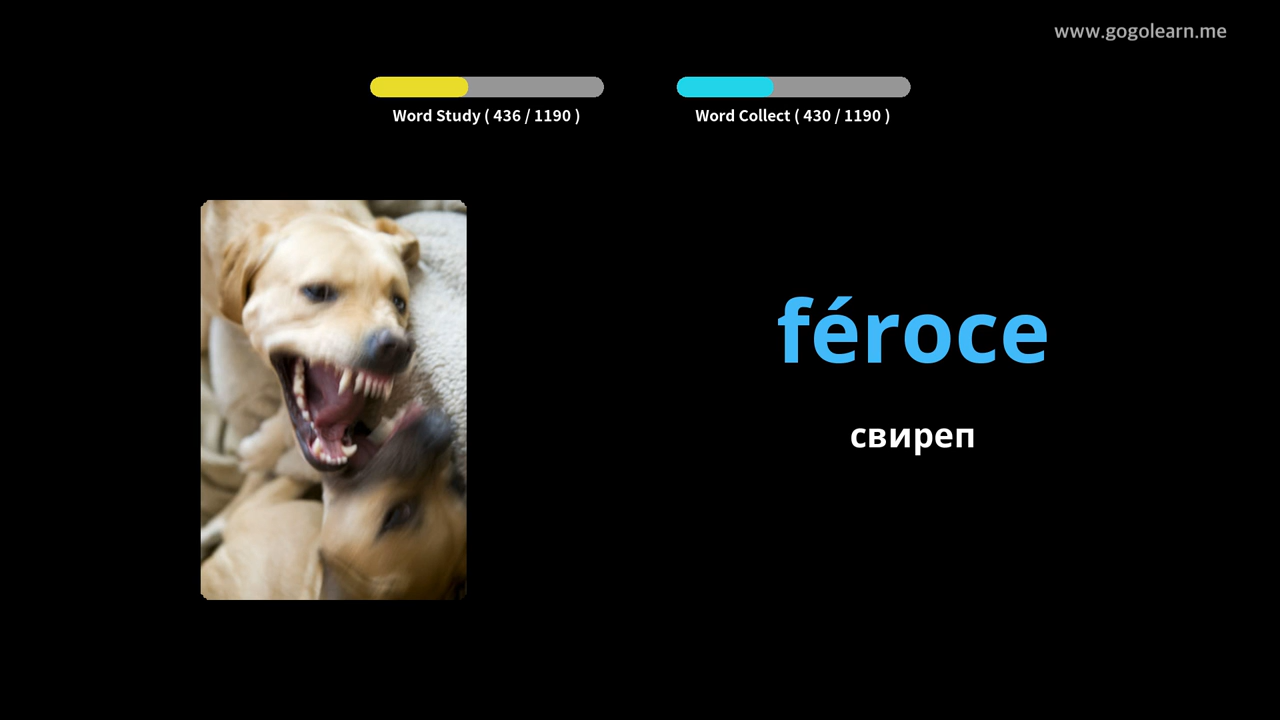 www.gogolearn.me
Word Study ( 436 / 1190 )
Word Collect ( 430 / 1190 )
féroce
свиреп